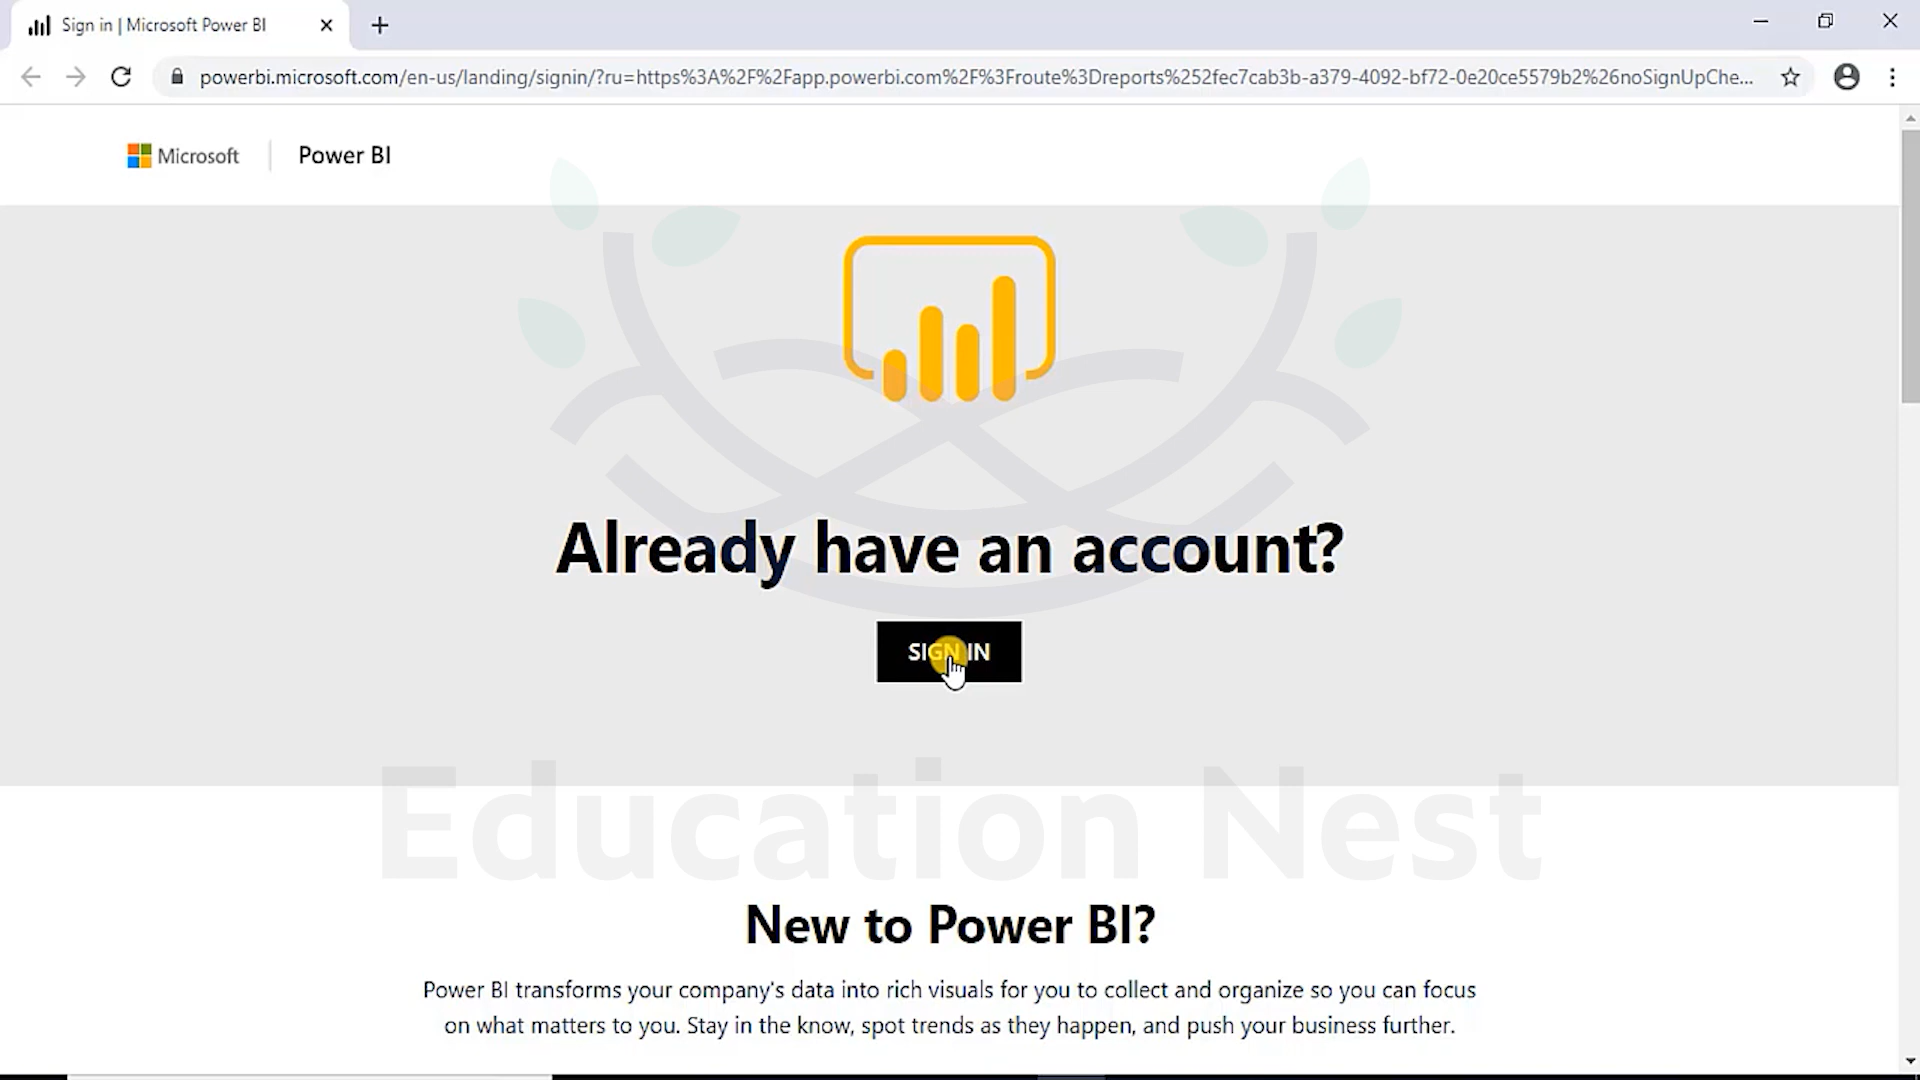 Sign in | Microsoft Power BI
powerbi.microsoft.com/en-us/landing/signin/?ru=https%3A%2F%2Fapp.powerbi.com%2F%3Froute%3Dreports%252fec7cab3b-a379-4092-bf72-0e20ce5579b2%26noSignUpChe...
Microsoft Power BI
Already have an account?
SIGN IN
Education Nest
New to Power BI?
Power BI transforms your company's data into rich visuals for you to collect and organize so you can focus
on what matters to you. Stay in the know, spot trends as they happen, and push your business further.